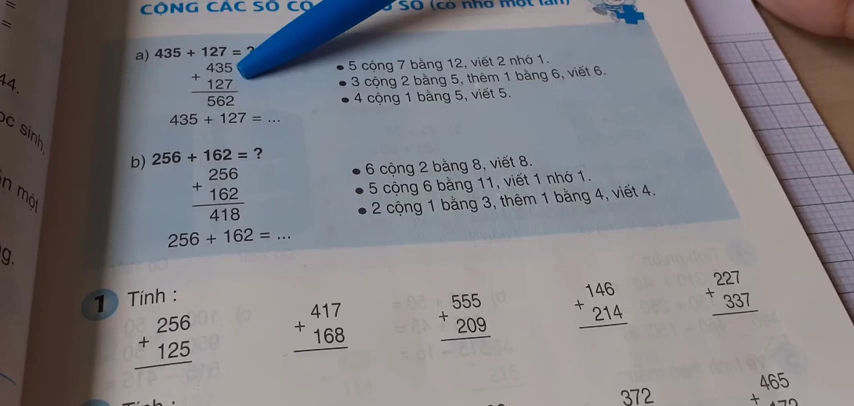 CỘNG CÁC SỐ CÓ SỐ (có nhớ một lần)
a) 435 + 127 = ?
435
+
127
562
435 + 127 = ...
• 5 cộng 7 bằng 12, viết 2 nhớ 1.
• 3 cộng 2 bằng 5, thêm 1 bằng 6, viết 6.
• 4 cộng 1 bằng 5, viết 5.
b) 256 + 162 = ?
256
+
162
418
256 + 162 = ...
• 6 cộng 2 bằng 8, viết 8.
• 5 cộng 6 bằng 11, viết 1 nhớ 1.
• 2 cộng 1 bằng 3, thêm 1 bằng 4, viết 4.
1 Tính :
256
+
125
417
+
168
555
+
209
146
+
214
227
+
337
372
465
+
44.
học sinh
một